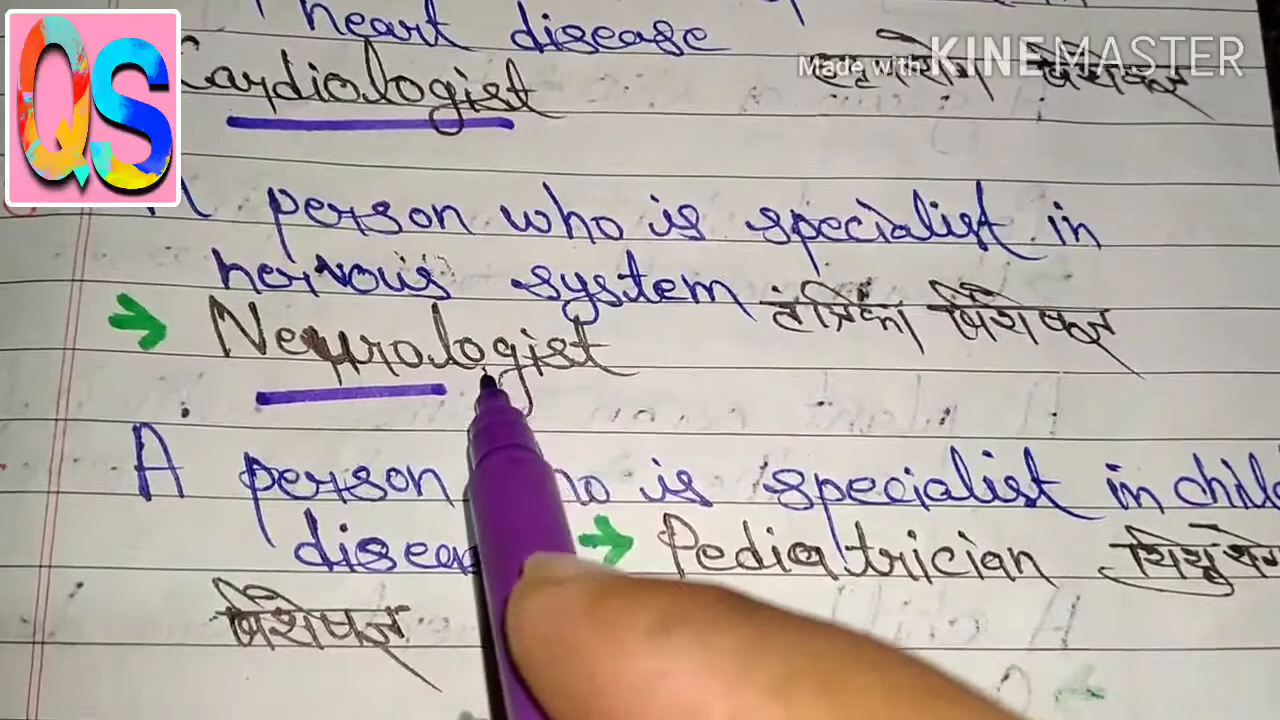 QS
heart disease
Made with KINEMASTER
Cardiologist
A person who is specialist in
nervous system तंत्रिका विशेषज्ञ
→ Neurologist
A person who is specialist in child
disease → Pediatrician शिशु रोग
विशेषज्ञ